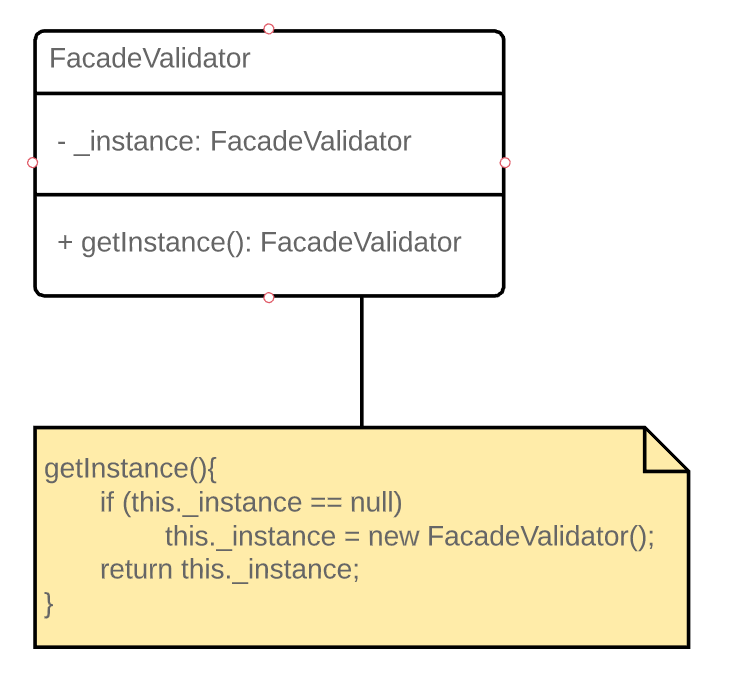 FacadeValidator
- _instance: FacadeValidator
+ getInstance(): FacadeValidator
getInstance(){
if (this._instance == null)
this._instance = new FacadeValidator();
return this._instance;
}